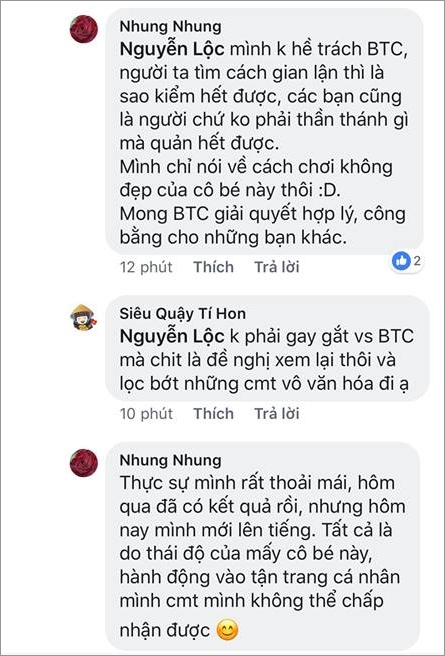 Nhung Nhung
Nguyễn Lộc mình k hề trách BTC,
người ta tìm cách gian lận thì là
sao kiểm hết được, các bạn cũng
là người chứ ko phải thần thánh gì
mà quản hết được.
Mình chỉ nói về cách chơi không
đẹp của cô bé này thôi :D.
Mong BTC giải quyết hợp lý, công
bằng cho những bạn khác.
12 phút Thích Trả lời 2
Siêu Quậy Tí Hon
Nguyễn Lộc k phải gay gắt vs BTC
mà chit là đề nghị xem lại thôi và
lọc bớt những cmt vô văn hóa đi ạ
10 phút Thích Trả lời
Nhung Nhung
Thực sự mình rất thoải mái, hôm
qua đã có kết quả rồi, nhưng hôm
nay mình mới lên tiếng. Tất cả là
do thái độ của mấy cô bé này,
hành động vào tận trang cá nhân
mình cmt mình không thể chấp
nhận được 😊